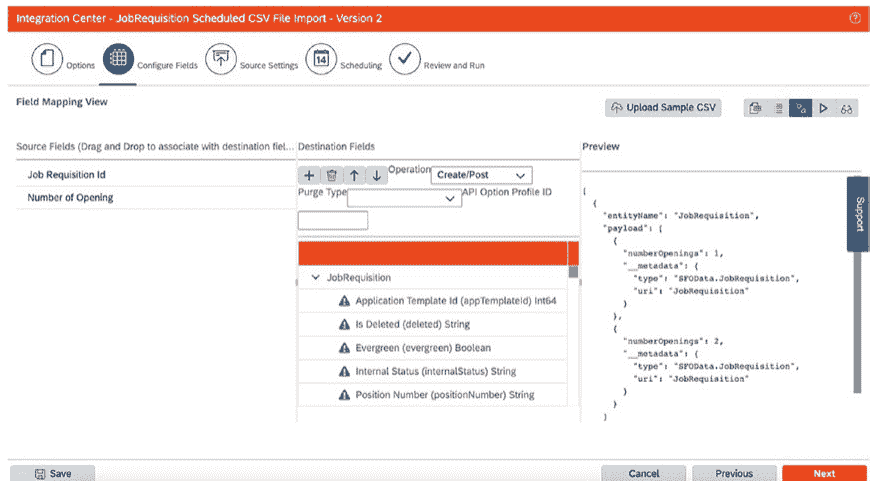 Integration Center - JobRequisition Scheduled CSV File Import - Version 2
Options
Configure Fields
Source Settings
14
Scheduling
Review and Run
Field Mapping View
Upload Sample CSV
Source Fields (Drag and Drop to associate with destination fiel...
Destination Fields
Preview
Job Requisition Id
Number of Opening
Operation
Create/Post
Purge Type
API Option Profile ID
JobRequisition
Application Template Id (appTemplateId) Int64
Is Deleted (deleted) String
Evergreen (evergreen) Boolean
Internal Status (internalStatus) String
Position Number (positionNumber) String
[
{
"entityName": "JobRequisition",
"payload": [
{
"numberOpenings": 1,
"__metadata": {
"type": "SFOData.JobRequisition",
"uri": "JobRequisition"
}
},
{
"numberOpenings": 2,
"__metadata": {
"type": "SFOData.JobRequisition",
"uri": "JobRequisition"
}
}
]
Support
Save
Cancel
Previous
Next